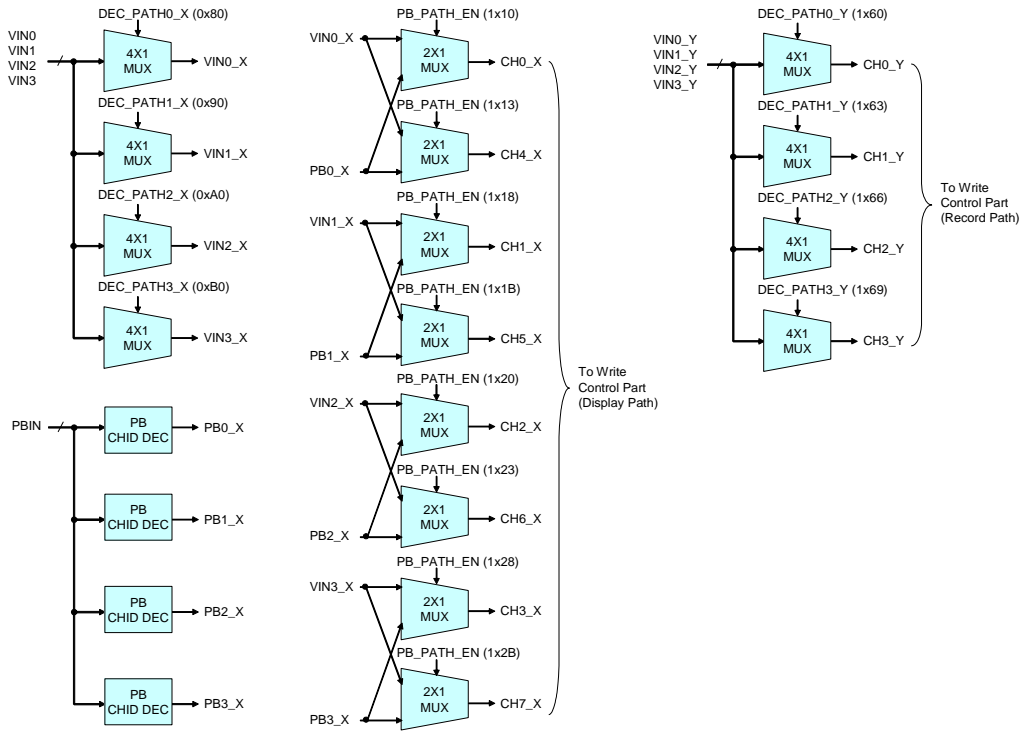 VIN0
VIN1
VIN2
VIN3
DEC_PATH0_X (0x80)
4X1
MUX
VIN0_X
DEC_PATH1_X (0x90)
4X1
MUX
VIN1_X
DEC_PATH2_X (0xA0)
4X1
MUX
VIN2_X
DEC_PATH3_X (0xB0)
4X1
MUX
VIN3_X
PBIN
PB
CHID DEC
PB0_X
PB
CHID DEC
PB1_X
PB
CHID DEC
PB2_X
PB
CHID DEC
PB3_X
PB_PATH_EN (1x10)
VIN0_X
2X1
MUX
CH0_X
PB_PATH_EN (1x13)
2X1
MUX
CH4_X
PB0_X
PB_PATH_EN (1x18)
VIN1_X
2X1
MUX
CH1_X
PB_PATH_EN (1x1B)
2X1
MUX
CH5_X
PB1_X
PB_PATH_EN (1x20)
VIN2_X
2X1
MUX
CH2_X
PB_PATH_EN (1x23)
2X1
MUX
CH6_X
PB2_X
PB_PATH_EN (1x28)
VIN3_X
2X1
MUX
CH3_X
PB_PATH_EN (1x2B)
2X1
MUX
CH7_X
PB3_X
To Write
Control Part
(Display Path)
VIN0_Y
VIN1_Y
VIN2_Y
VIN3_Y
DEC_PATH0_Y (1x60)
4X1
MUX
CH0_Y
DEC_PATH1_Y (1x63)
4X1
MUX
CH1_Y
DEC_PATH2_Y (1x66)
4X1
MUX
CH2_Y
DEC_PATH3_Y (1x69)
4X1
MUX
CH3_Y
To Write
Control Part
(Record Path)